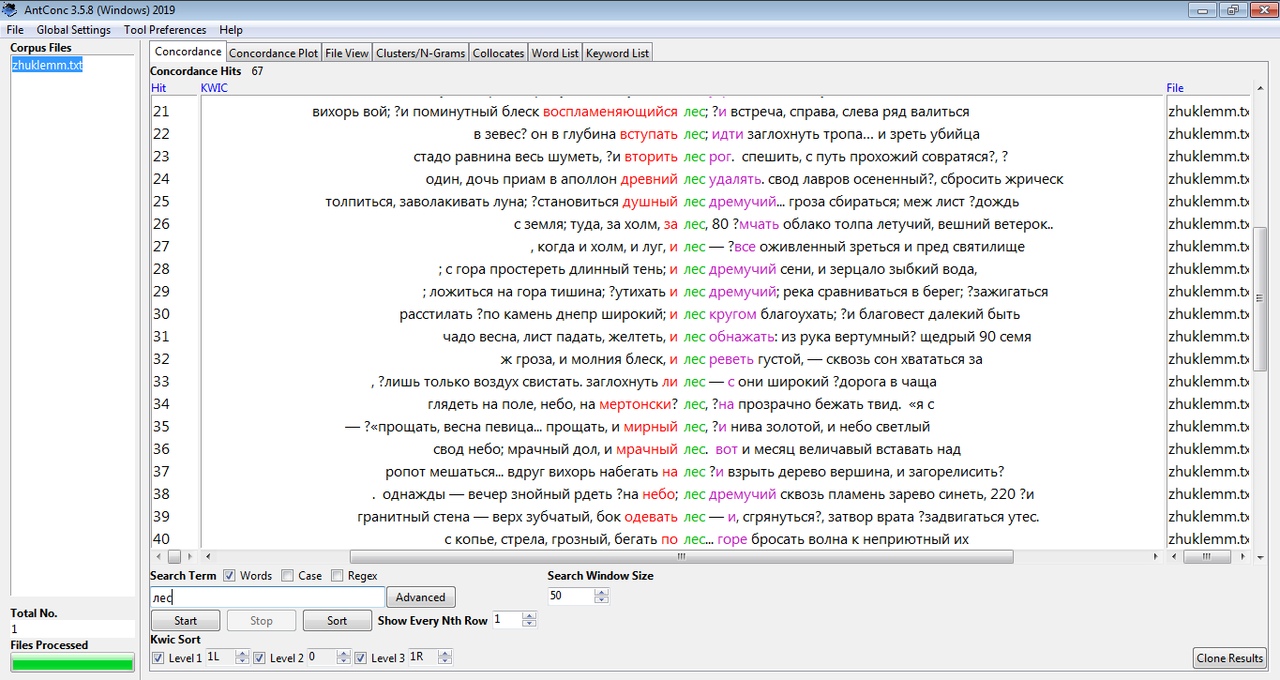 AntConc 3.5.8 (Windows) 2019
File Global Settings Tool Preferences Help
Corpus Files
zhuklemm.txt
Concordance Concordance Plot File View Clusters/N-Grams Collocates Word List Keyword List
Concordance Hits 67
Hit KWIC File
21 вихорь вой; ?и поминутный блеск воспламеняющийся лес; ?и встреча, справа, слева ряд валиться zhuklemm.tx
22 в зевес? он в глубина вступать лес; идти заглохнуть тропа... и зреть убийца zhuklemm.tx
23 стадо равнина весь шуметь, ?и вторить лес рог. спешить, с путь прохожий совратяся?, ? zhuklemm.tx
24 один, дочь приам в аполлон древний лес удалять. свод лавров осененный?, сбросить жрическ zhuklemm.tx
25 толпиться, заволакивать луна; ?становиться душный лес дремучий... гроза сбираться; меж лист ?дождь zhuklemm.tx
26 с земля; туда, за холм, за лес, 80 ?мчать облако толпа летучий, вешний ветерок.. zhuklemm.tx
27 , когда и холм, и луг, и лес — ?все оживленный зреться и пред святилище zhuklemm.tx
28 ; с гора простереть длинный тень; и лес дремучий сени, и зерцало зыбкий вода, zhuklemm.tx
29 ; ложиться на гора тишина; ?утихать и лес дремучий; река сравниваться в берег; ?зажигаться zhuklemm.tx
30 расстилать ?по камень днепр широкий; и лес кругом благоухать; ?и благовест далекий быть zhuklemm.tx
31 чадо весна, лист падать, желтеть, и лес обнажать: из рука вертумный? щедрый 90 семя zhuklemm.tx
32 ж гроза, и молния блеск, и лес реветь густой, — сквозь сон хвататься за zhuklemm.tx
33 , ?лишь только воздух свистать. заглохнуть ли лес — с они широкий ?дорога в чаща zhuklemm.tx
34 глядеть на поле, небо, на мертонски? лес, ?на прозрачно бежать твид. «я с zhuklemm.tx
35 — ?«прощать, весна певица... прощать, и мирный лес, ?и нива золотой, и небо светлый zhuklemm.tx
36 свод небо; мрачный дол, и мрачный лес. вот и месяц величавый вставать над zhuklemm.tx
37 ропот мешаться... вдруг вихорь набегать на лес ?и взрыть дерево вершина, и загорелисить? zhuklemm.tx
38 . однажды — вечер знойный рдеть ?на небо; лес дремучий сквозь пламень зарево синеть, 220 ?и zhuklemm.tx
39 гранитный стена — верх зубчатый, бок одевать лес — и, сгрянуться?, затвор врата ?задвигаться утес. zhuklemm.tx
40 с копье, стрела, грозный, бегать по лес... горе бросать волна к неприютный их zhuklemm.tx
Search Term Words Case Regex Search Window Size
лес Advanced 50
Start Stop Sort Show Every Nth Row 1
Kwic Sort
Level 1 1L Level 2 0 Level 3 1R Clone Results
Total No.
1
Files Processed